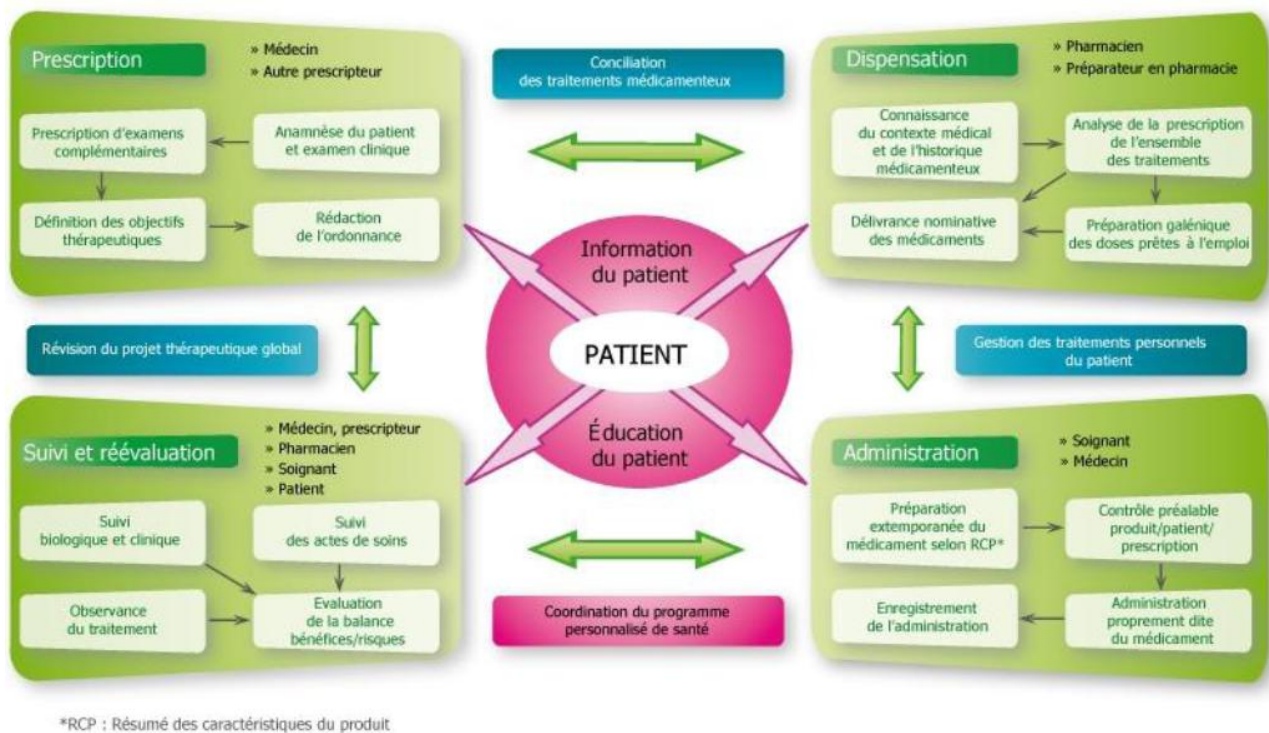 Prescription
» Médecin
» Autre prescripteur
Prescription d'examens
complémentaires
Anamnèse du patient
et examen clinique
Définition des objectifs
thérapeutiques
Rédaction
de l'ordonnance
Conciliation
des traitements médicamenteux
Dispensation
» Pharmacien
» Préparateur en pharmacie
Connaissance
du contexte médical
et de l'historique
médicamenteux
Analyse de la prescription
de l'ensemble
des traitements
Délivrance nominative
des médicaments
Préparation galénique
des doses prêtes à l'emploi
Information
du patient
PATIENT
Éducation
du patient
Révision du projet thérapeutique global
Gestion des traitements personnels
du patient
Suivi et réévaluation
» Médecin, prescripteur
» Pharmacien
» Soignant
» Patient
Suivi
biologique et clinique
Suivi
des actes de soins
Observance
du traitement
Evaluation
de la balance
bénéfices/risques
Coordination du programme
personnalisé de santé
Administration
» Soignant
» Médecin
Préparation
extemporanée du
médicament selon RCP*
Contrôle préalable
produit/patient/
prescription
Enregistrement
de l'administration
Administration
proprement dite
du médicament
*RCP : Résumé des caractéristiques du produit